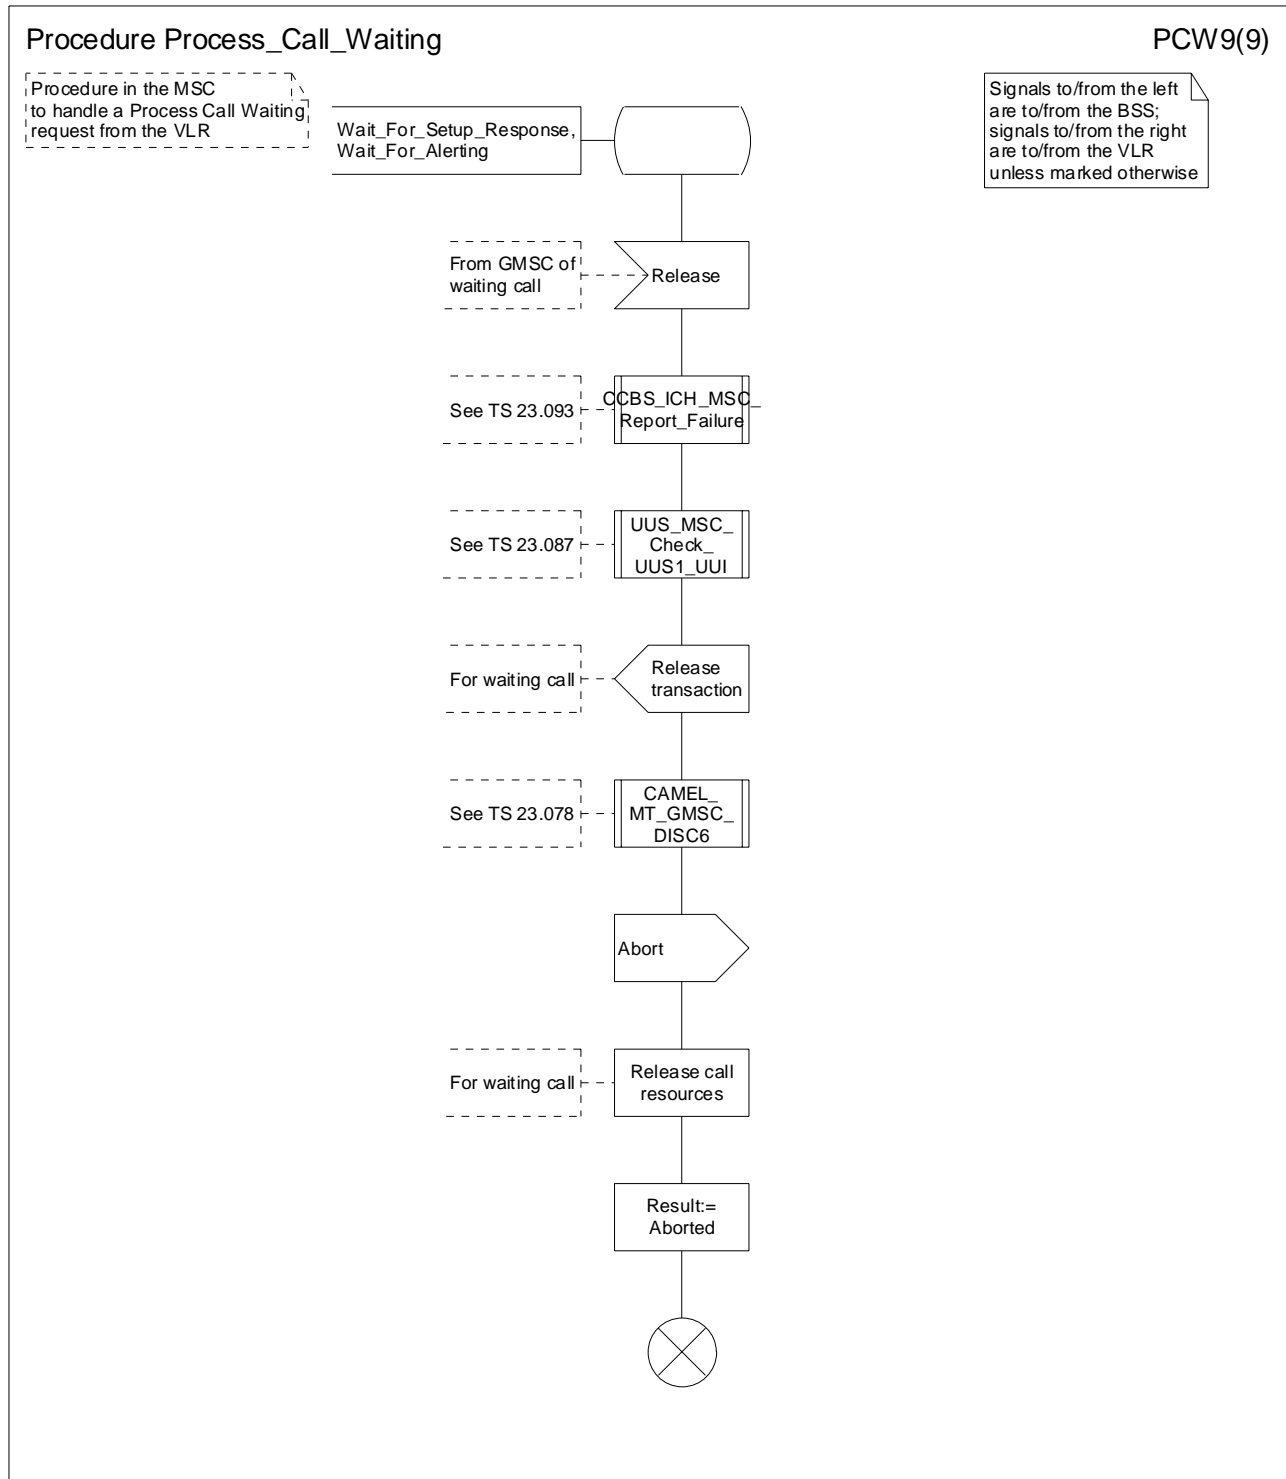 Procedure Process_Call_Waiting
PCW9(9)
Procedure in the MSC
to handle a Process Call Waiting
request from the VLR
Signals to/from the left
are to/from the BSS;
signals to/from the right
are to/from the VLR
unless marked otherwise
Wait_For_Setup_Response,
Wait_For_Alerting
From GMSC of
waiting call
Release
See TS 23.093
CCBS_ICH_MSC_
Report_Failure
See TS 23.087
UUS_MSC_
Check_
UUS1_UUI
For waiting call
Release
transaction
See TS 23.078
CAMEL_
MT_GMSC_
DISC6
Abort
For waiting call
Release call
resources
Result:=
Aborted